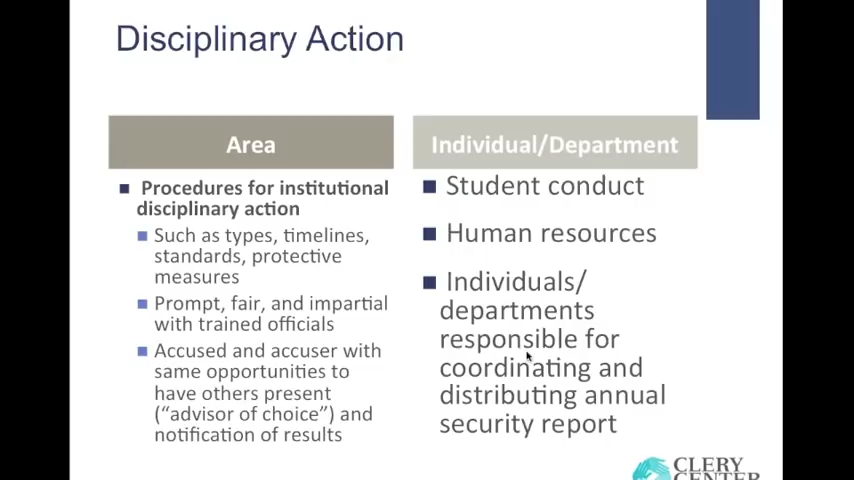 Disciplinary Action
Area
Procedures for institutional
disciplinary action
Such as types, timelines,
standards, protective
measures
Prompt, fair, and impartial
with trained officials
Accused and accuser with
same opportunities to
have others present
(“advisor of choice”) and
notification of results
Individual/Department
Student conduct
Human resources
Individuals/
departments
responsible for
coordinating and
distributing annual
security report
CLERY
CENTER